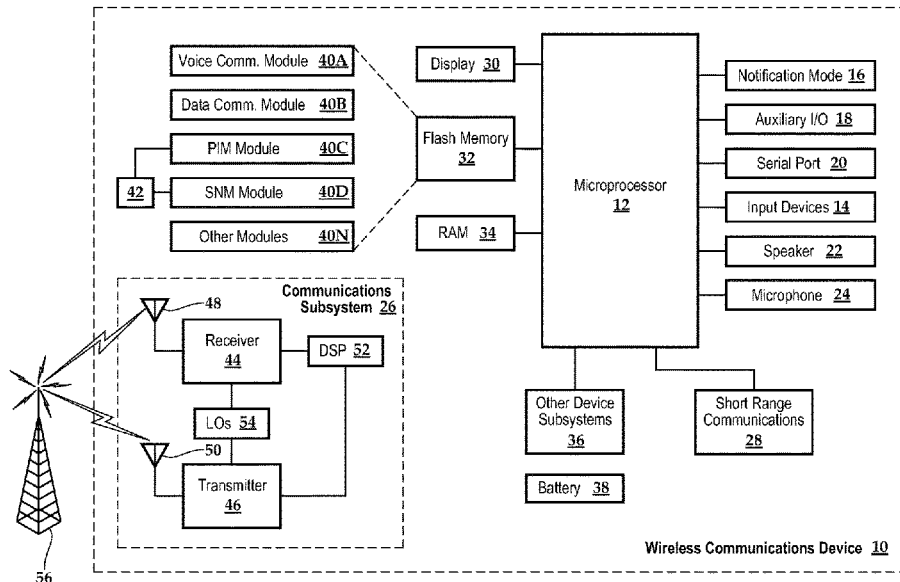 Voice Comm. Module 40A
Data Comm. Module 40B
PIM Module 40C
42
SNM Module 40D
Other Modules 40N
Display 30
Flash Memory
32
RAM 34
Microprocessor
12
Notification Mode 16
Auxiliary I/O 18
Serial Port 20
Input Devices 14
Speaker 22
Microphone 24
Communications
Subsystem 26
48
Receiver
44
DSP 52
LOs 54
50
Transmitter
46
56
Other Device
Subsystems
36
Short Range
Communications
28
Battery 38
Wireless Communications Device 10